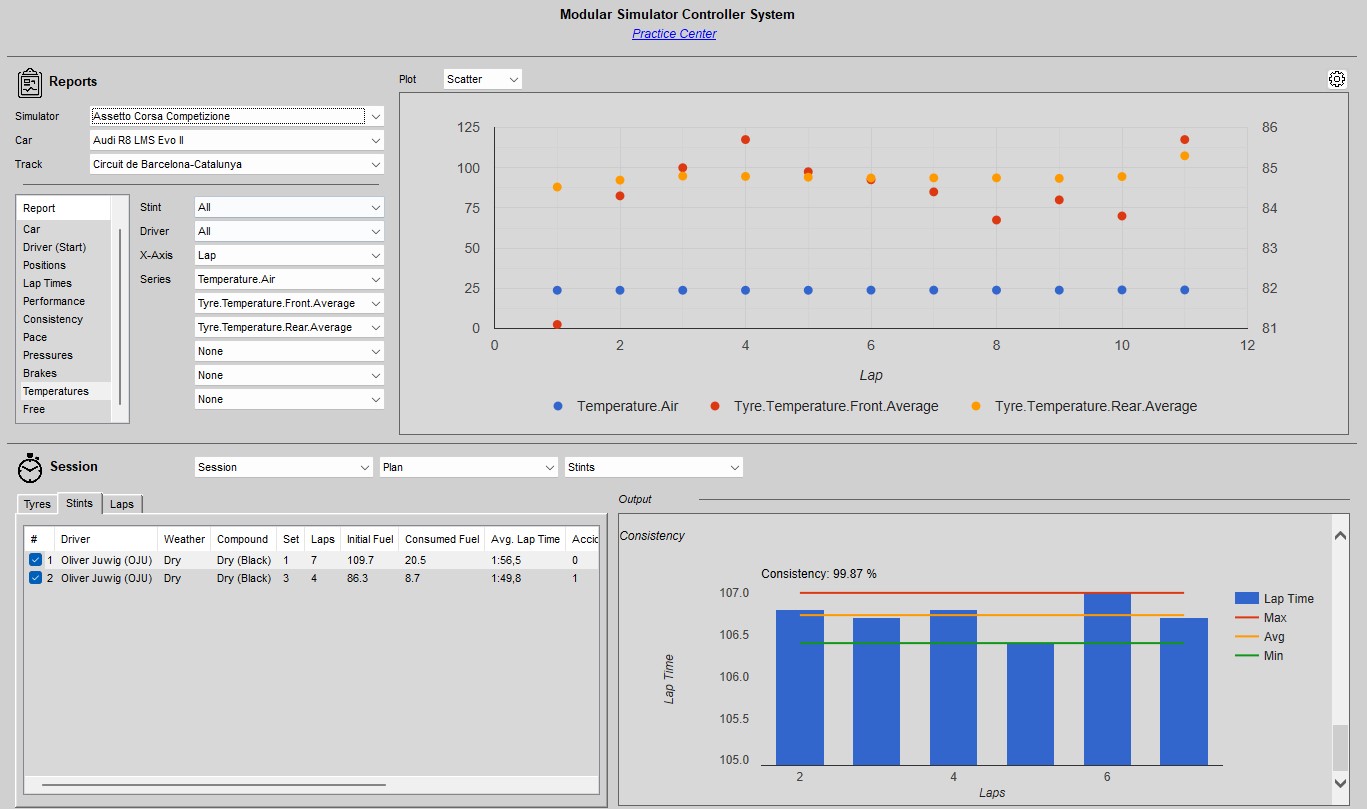 Modular Simulator Controller System
Practice Center
Reports
Simulator Assetto Corsa Competizione
Car Audi R8 LMS Evo II
Track Circuit de Barcelona-Catalunya
Report
Car
Driver (Start)
Positions
Lap Times
Performance
Consistency
Pace
Pressures
Brakes
Temperatures
Free
Stint All
Driver All
X-Axis Lap
Series Temperature.Air
Tyre.Temperature.Front.Average
Tyre.Temperature.Rear.Average
None
None
None
Plot Scatter
125 86
100 85
75 84
50 83
25 82
0 81
0 2 4 6 8 10 12
Lap
Temperature.Air Tyre.Temperature.Front.Average Tyre.Temperature.Rear.Average
Session Session Plan Stints
Tyres Stints Laps
# Driver Weather Compound Set Laps Initial Fuel Consumed Fuel Avg. Lap Time Accic
1 Oliver Juwig (OJU) Dry Dry (Black) 1 7 109.7 20.5 1:56,5 0
2 Oliver Juwig (OJU) Dry Dry (Black) 3 4 86.3 8.7 1:49,8 1
Output
Consistency
Consistency: 99.87 %
107.0
106.5
106.0
105.5
105.0
Lap Time
2 4 6
Laps
Lap Time
Max
Avg
Min